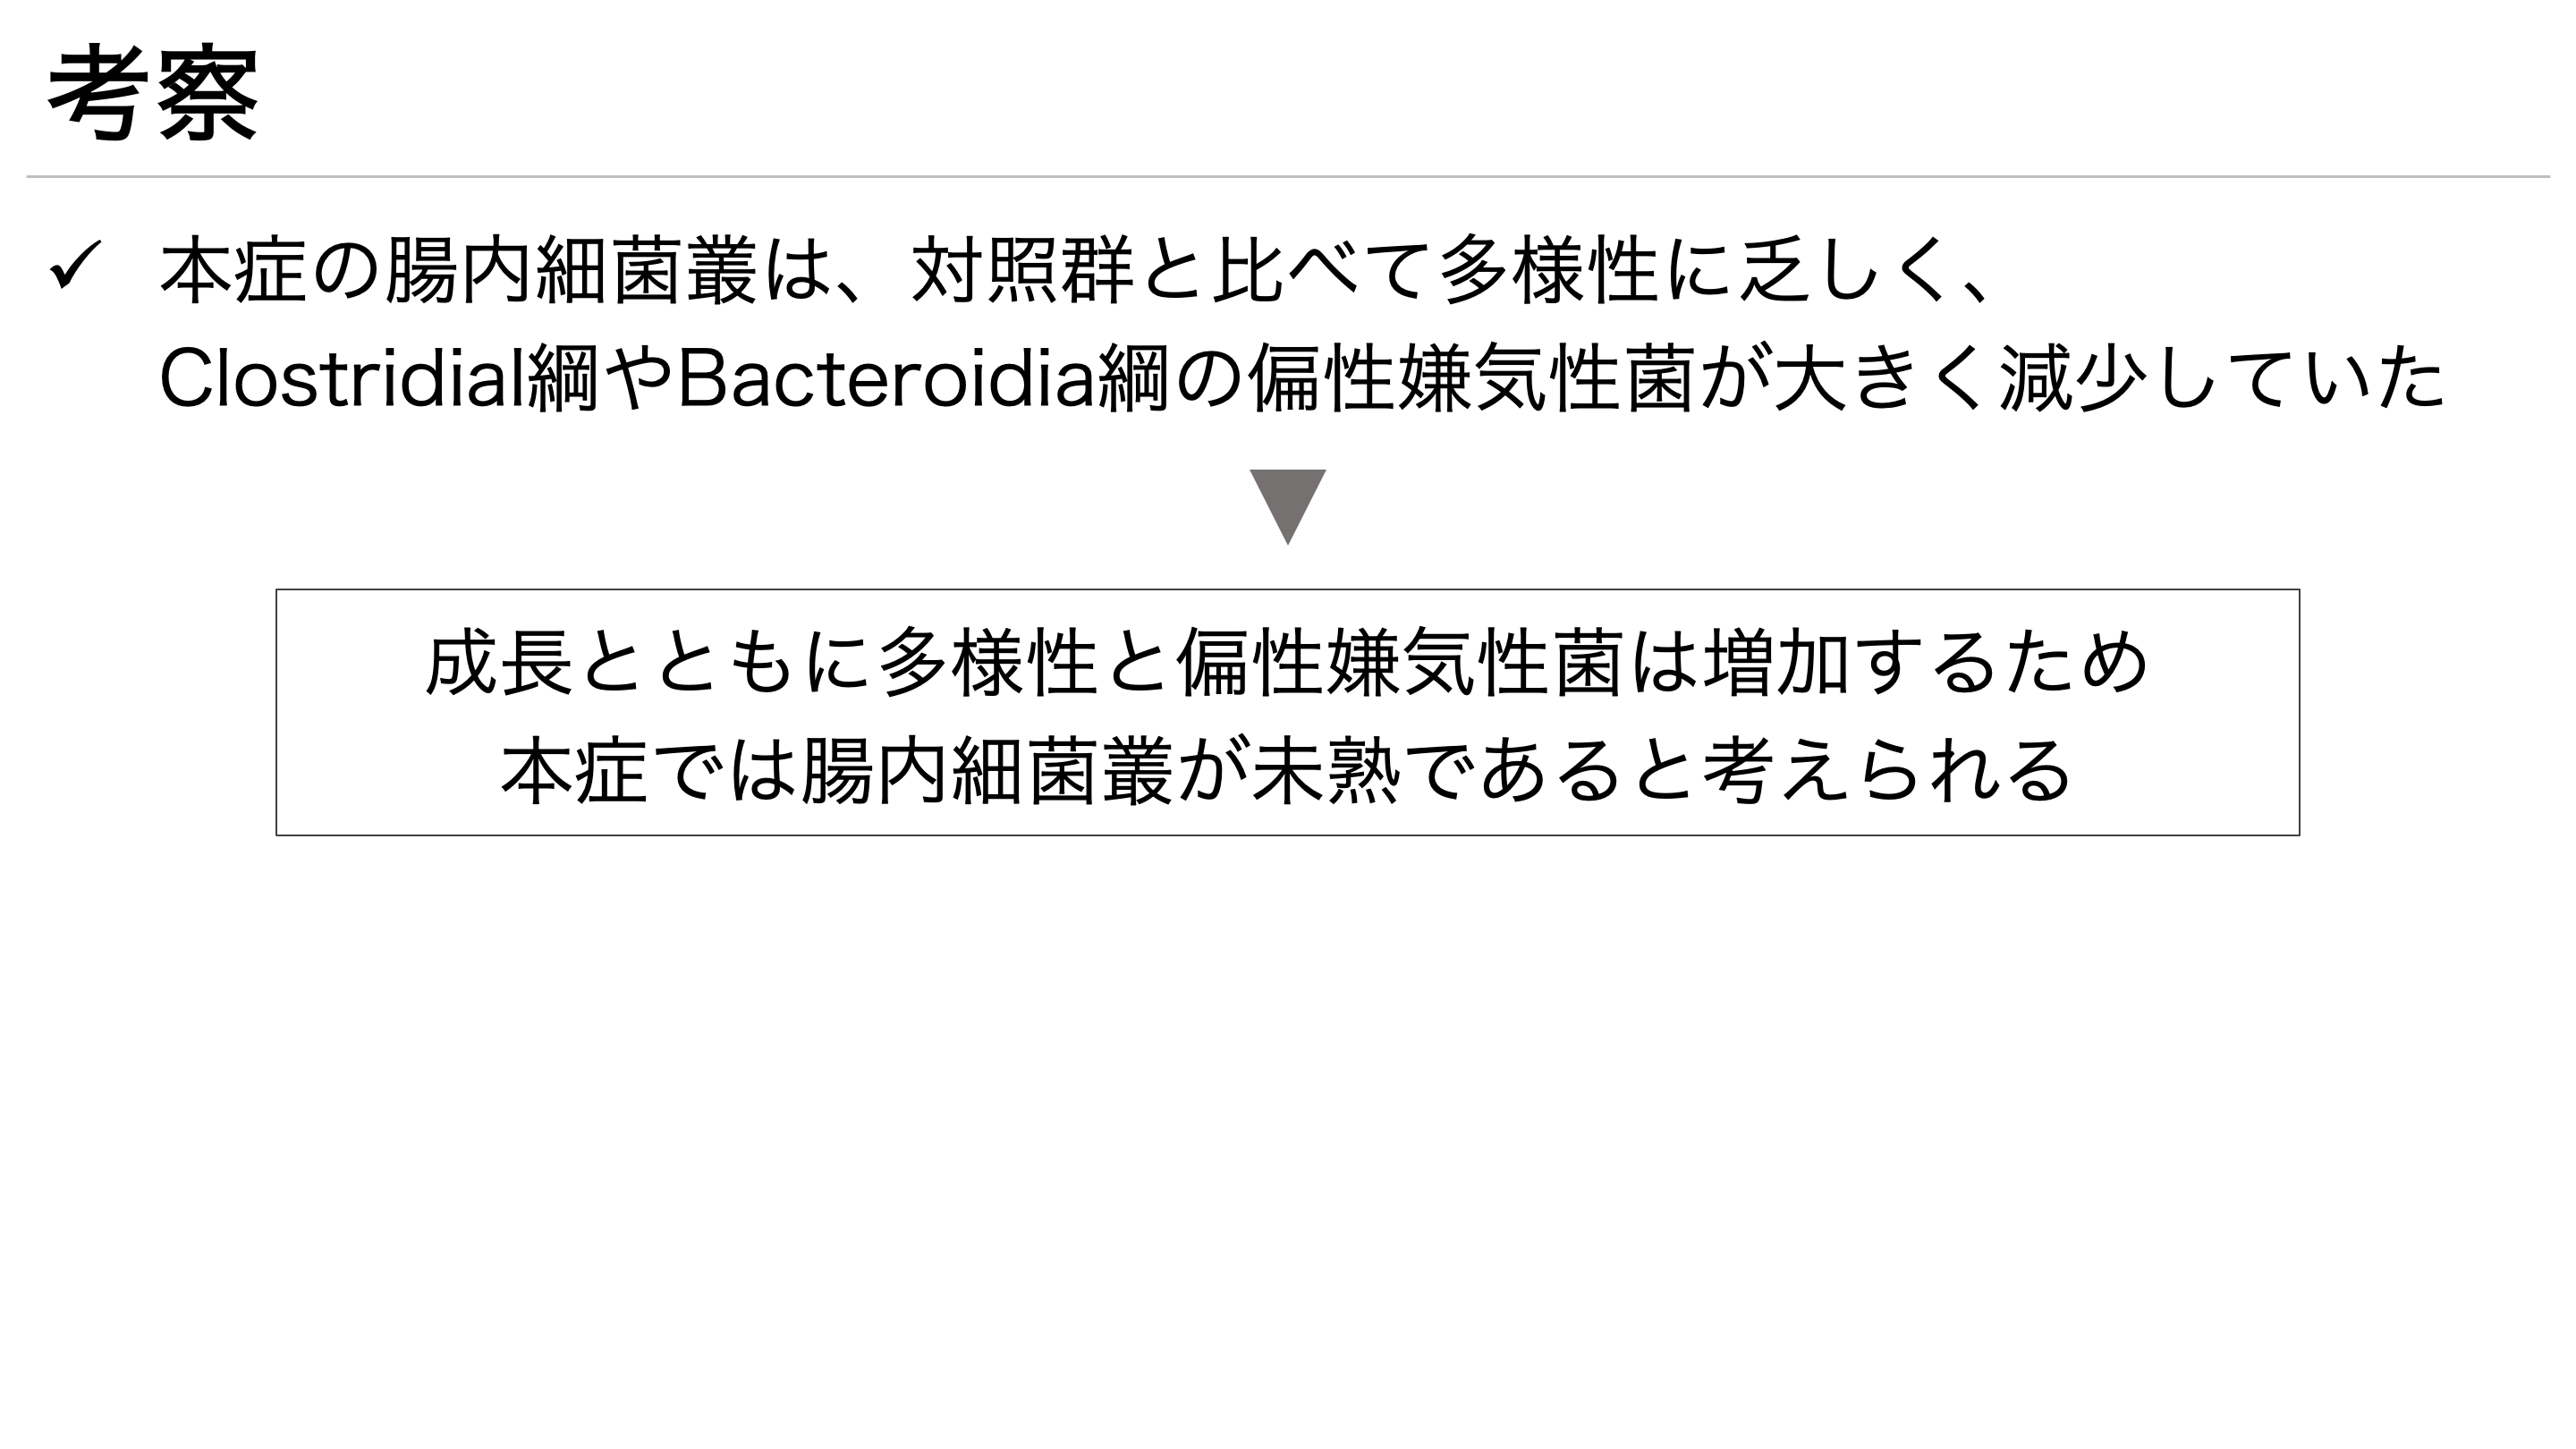 考察
✓ 本症の腸内細菌叢は、対照群と比べて多様性に乏しく、
Clostridial綱やBacteroidia綱の偏性嫌気性菌が大きく減少していた
成長とともに多様性と偏性嫌気性菌は増加するため
本症では腸内細菌叢が未熟であると考えられる